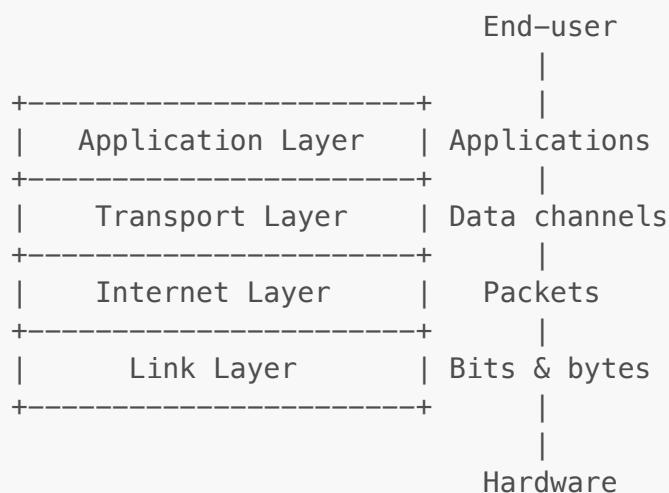 End-user
|
+-----------------------+ |
| Application Layer | Applications
+-----------------------+ |
| Transport Layer | Data channels
+-----------------------+ |
| Internet Layer | Packets
+-----------------------+ |
| Link Layer | Bits & bytes
+-----------------------+ |
|
Hardware